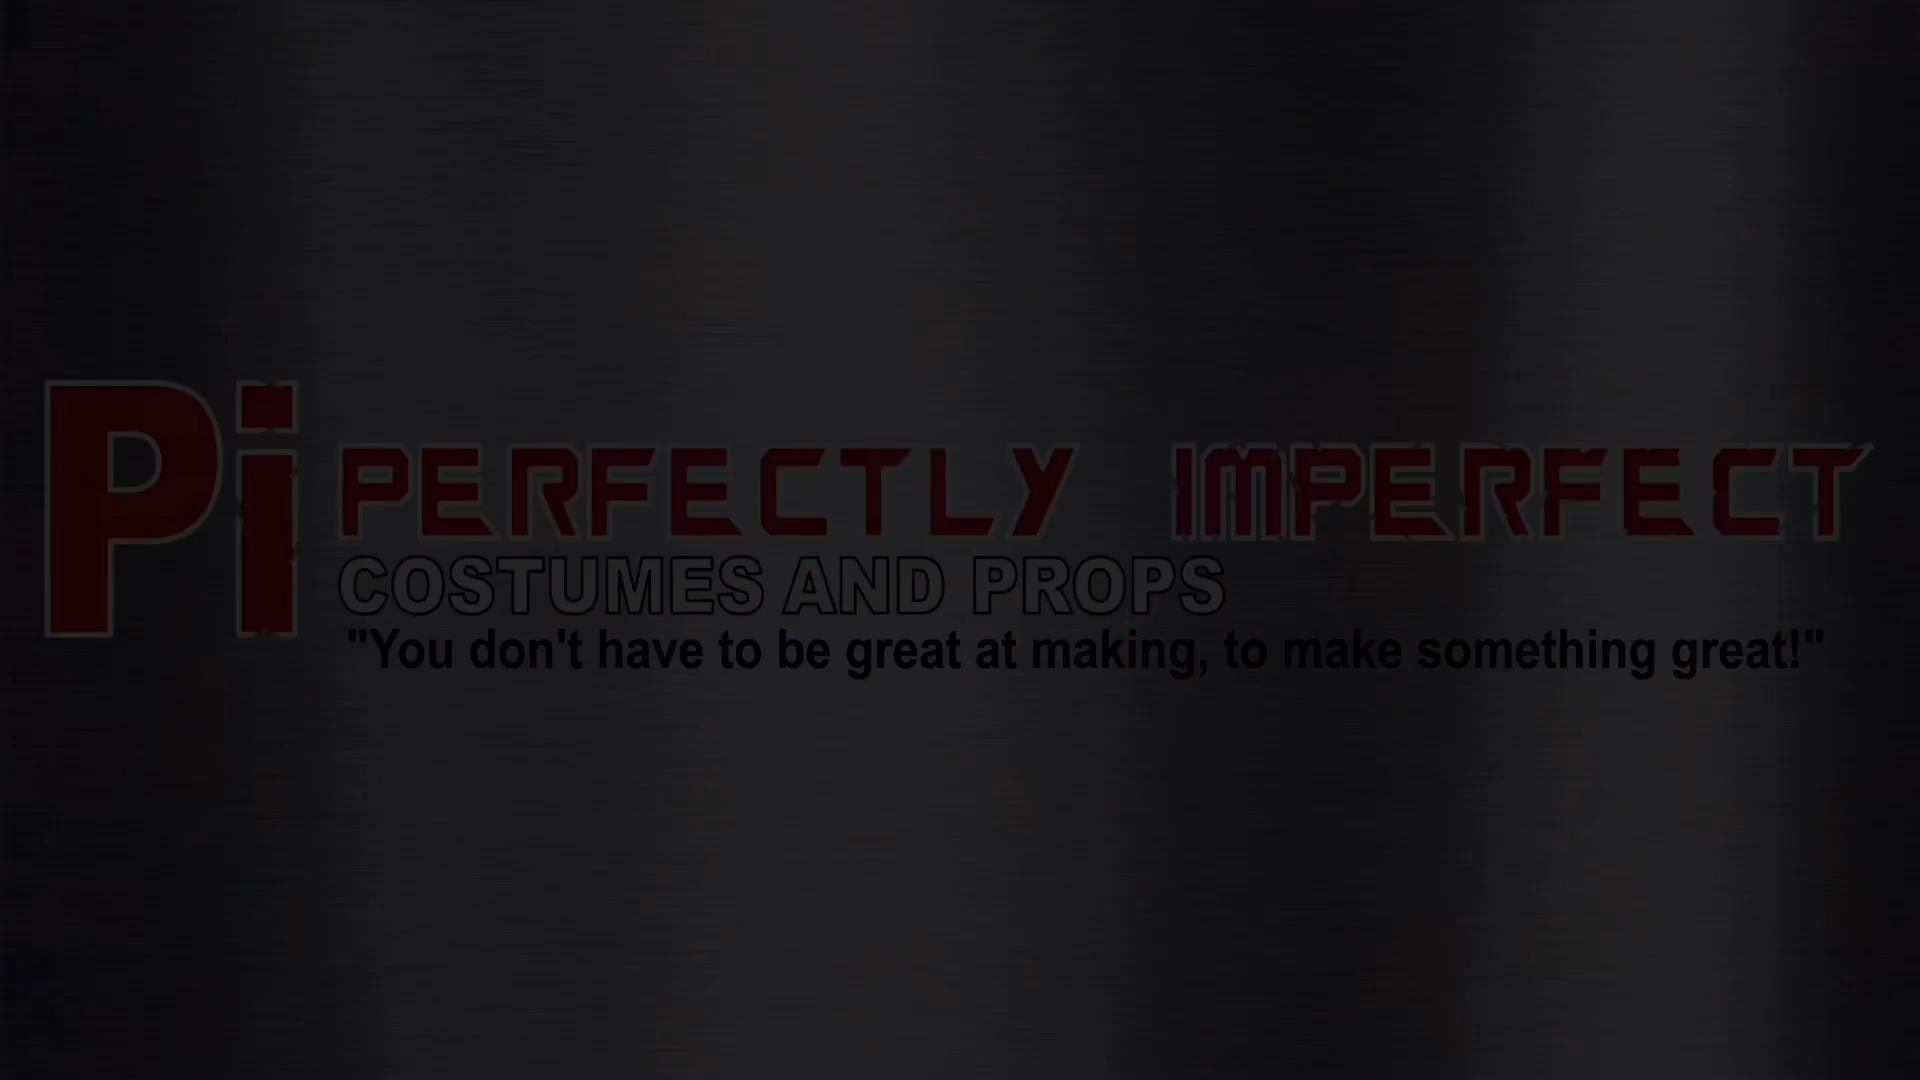 Pi
PERFECTLY IMPERFECT
COSTUMES AND PROPS
"You don't have to be great at making, to make something great!"